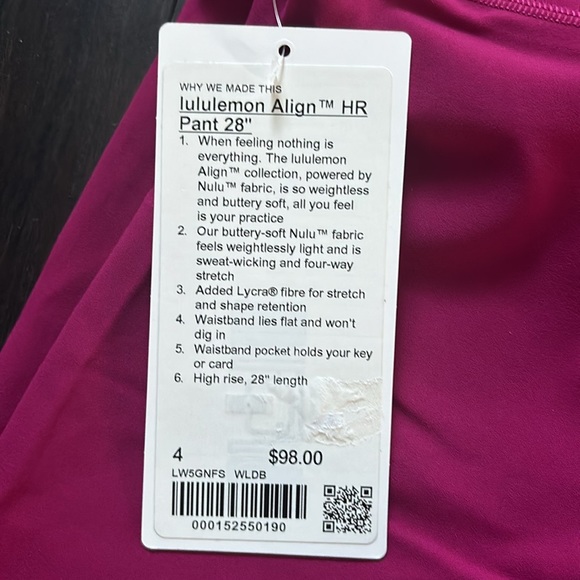 WHY WE MADE THIS
lululemon Align™ HR
Pant 28"
1. When feeling nothing is
everything. The lululemon
Align™ collection, powered by
Nulu™ fabric, is so weightless
and buttery soft, all you feel
is your practice
2. Our buttery-soft Nulu™ fabric
feels weightlessly light and is
sweat-wicking and four-way
stretch
3. Added Lycra® fibre for stretch
and shape retention
4. Waistband lies flat and won't
dig in
5. Waistband pocket holds your key
or card
6. High rise, 28" length
4 $98.00
LW5GNFS WLDB
000152550190